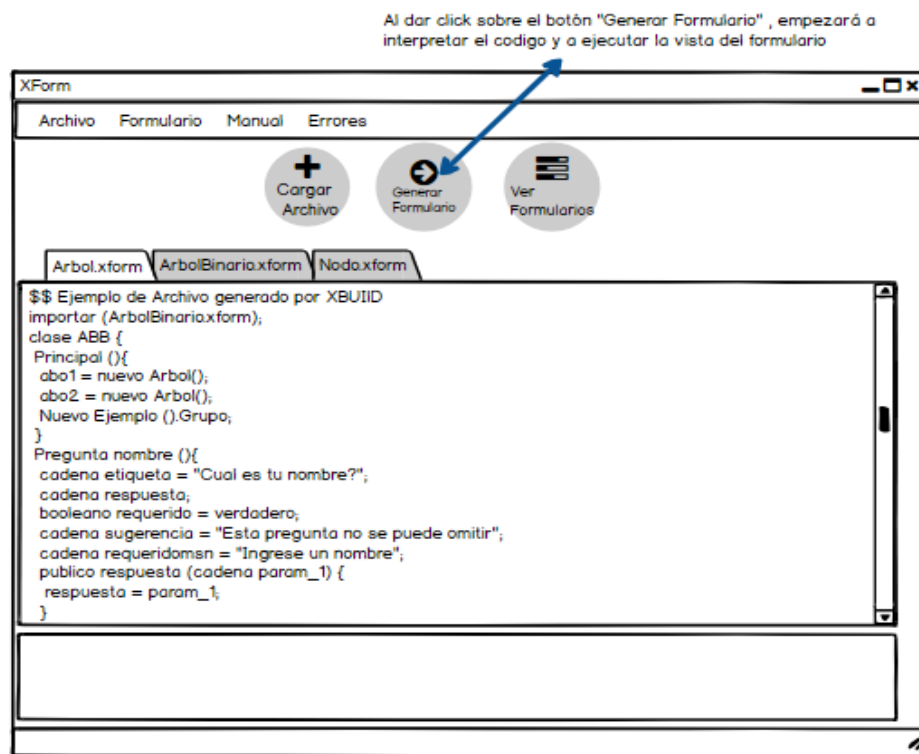 Al dar click sobre el botón "Generar Formulario" , empezará a
interpretar el codigo y a ejecutar la vista del formulario
XForm
Archivo Formulario Manual Errores
Cargar
Archivo
Generar
Formulario
Ver
Formularios
Arbol.xform ArbolBinario.xform Nodo.xform
$$ Ejemplo de Archivo generado por XBUIID
importar (ArbolBinario.xform);
clase ABB {
Principal (){
abo1 = nuevo Arbol();
abo2 = nuevo Arbol();
Nuevo Ejemplo ().Grupo;
}
Pregunta nombre (){
cadena etiqueta = "Cual es tu nombre?";
cadena respuesta;
booleano requerido = verdadero;
cadena sugerencia = "Esta pregunta no se puede omitir";
cadena requeridomsn = "Ingrese un nombre";
publico respuesta (cadena param_1) {
respuesta = param_1;
}